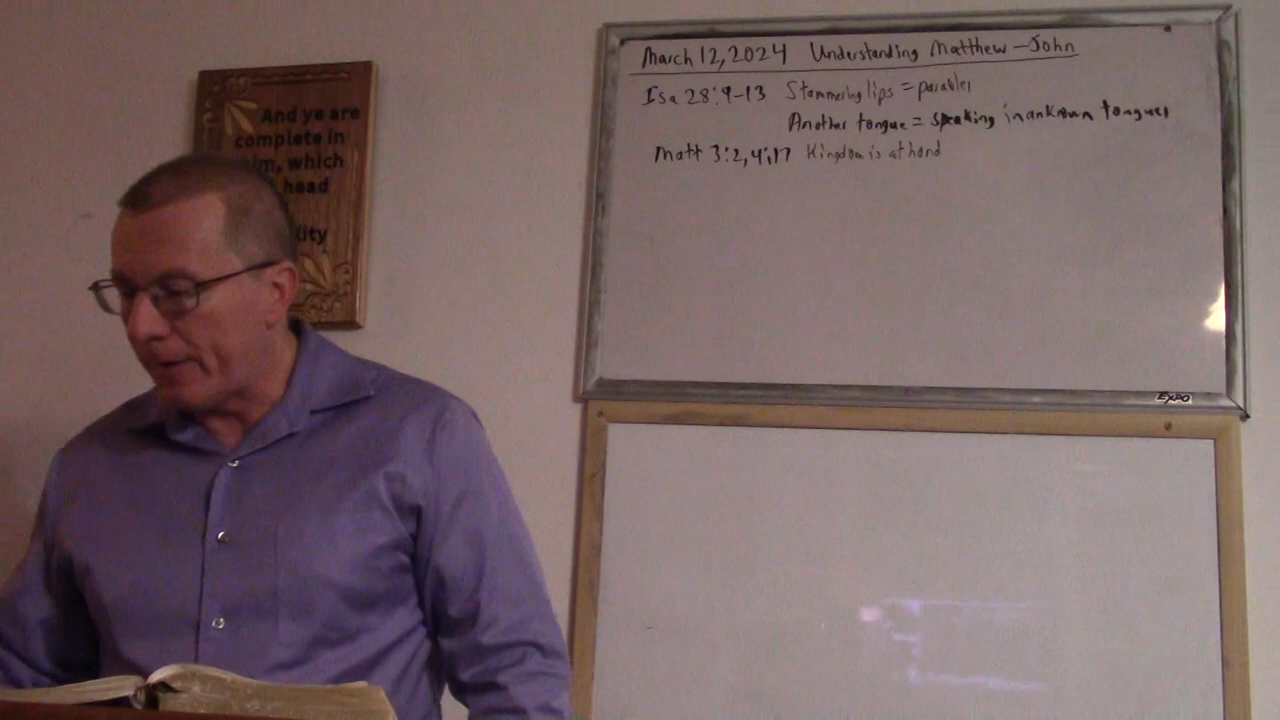 And ye are
complete in
him, which
head
March 12, 2024 Understanding Matthew - John
Isa 28:9-13 Stammering lips = parables
Another tongue = speaking in unknown tongues
Matt 3:2, 4:17 Kingdom is at hand
EXPO